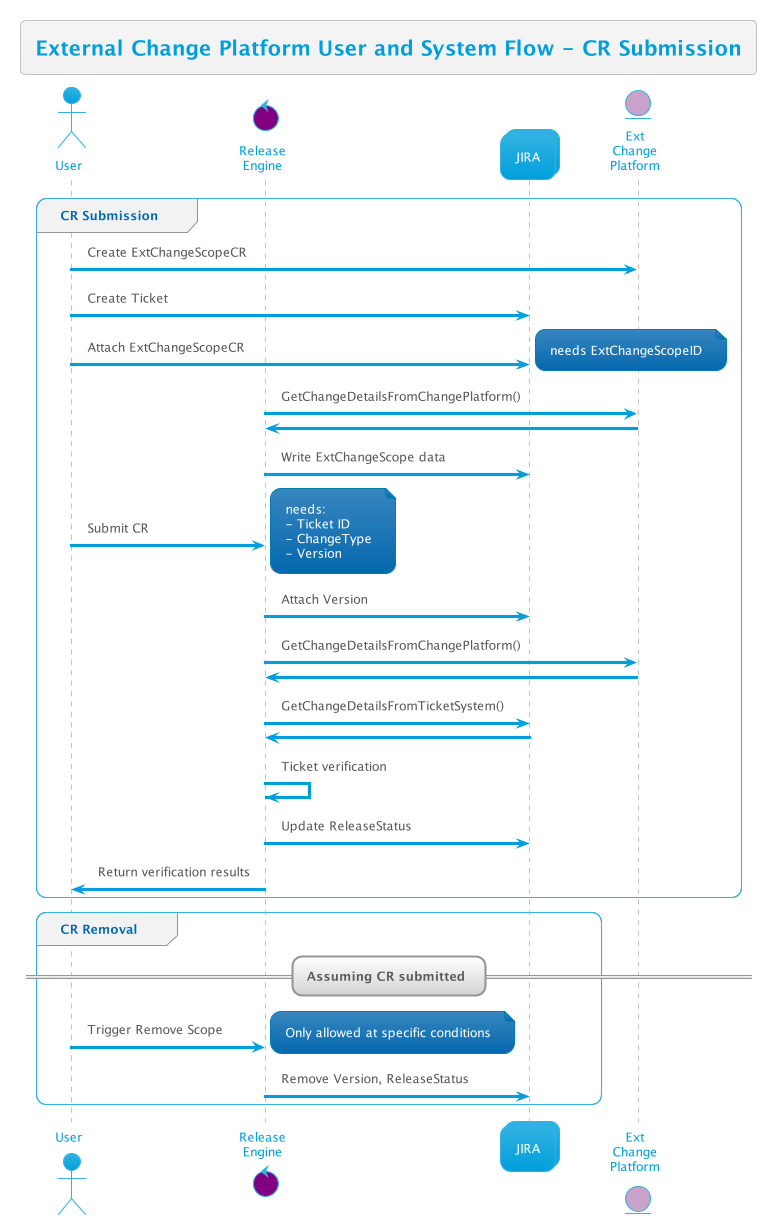 External Change Platform User and System Flow - CR Submission
User
Release
Engine
JIRA
Ext
Change
Platform
CR Submission
Create ExtChangeScopeCR
Create Ticket
Attach ExtChangeScopeCR
needs ExtChangeScopeID
GetChangeDetailsFromChangePlatform()
Write ExtChangeScope data
Submit CR
needs:
- Ticket ID
- ChangeType
- Version
Attach Version
GetChangeDetailsFromChangePlatform()
GetChangeDetailsFromTicketSystem()
Ticket verification
Update ReleaseStatus
Return verification results
CR Removal
Assuming CR submitted
Trigger Remove Scope
Only allowed at specific conditions
Remove Version, ReleaseStatus
User
Release
Engine
JIRA
Ext
Change
Platform